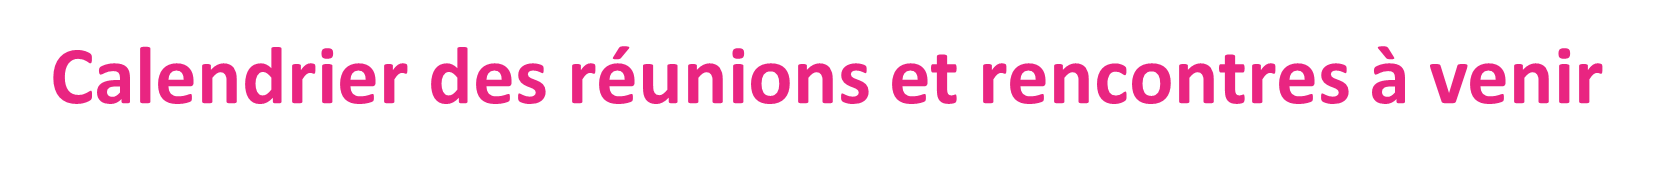 Calendrier des réunions et rencontres à venir